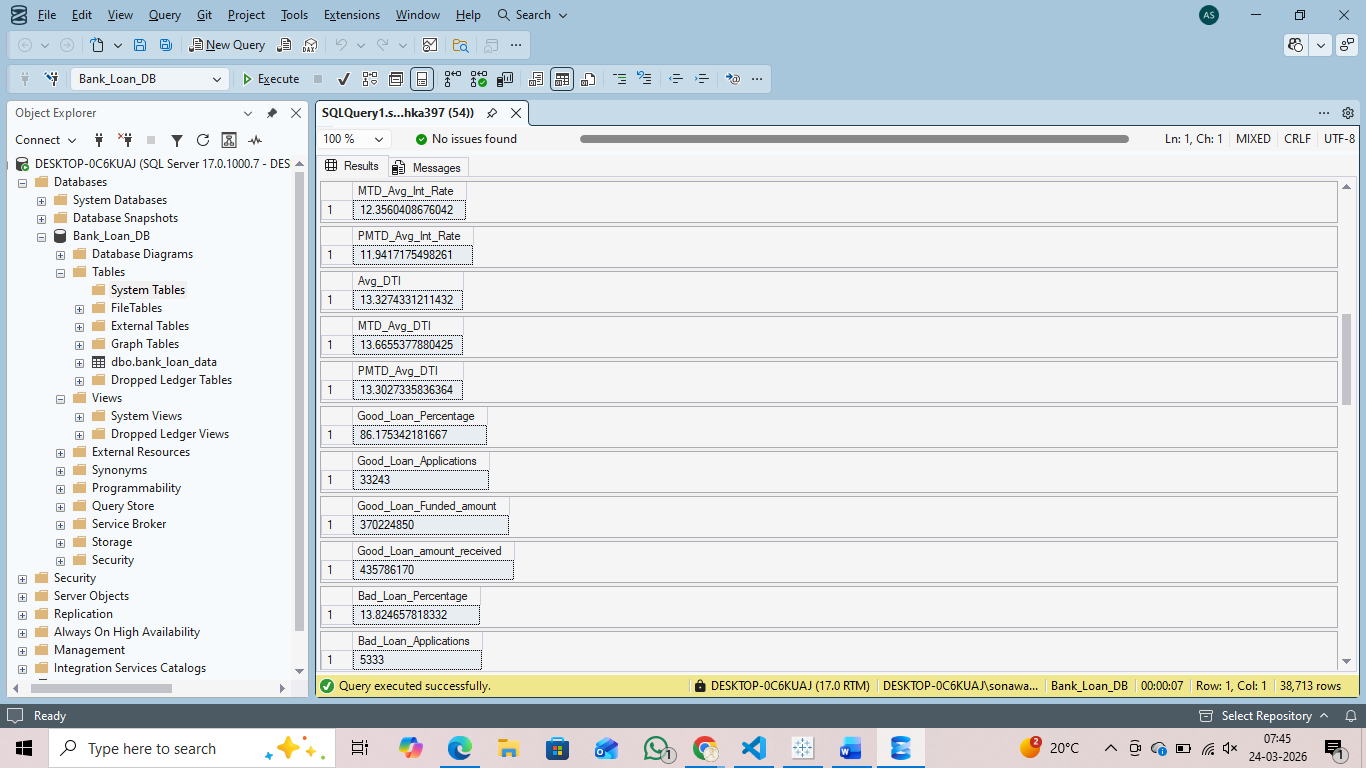 File Edit View Query Git Project Tools Extensions Window Help Search AS
New Query
Bank_Loan_DB Execute
Object Explorer
Connect
DESKTOP-0C6KUAJ (SQL Server 17.0.1000.7 - DES
Databases
System Databases
Database Snapshots
Bank_Loan_DB
Database Diagrams
Tables
System Tables
FileTables
External Tables
Graph Tables
dbo.bank_loan_data
Dropped Ledger Tables
Views
System Views
Dropped Ledger Views
External Resources
Synonyms
Programmability
Query Store
Service Broker
Storage
Security
Security
Server Objects
Replication
Always On High Availability
Management
Integration Services Catalogs
SQLQuery1.s...hka397 (54))
100 % No issues found Ln: 1, Ch: 1 MIXED CRLF UTF-8
Results Messages
MTD_Avg_Int_Rate
1 12.3560408676042
PMTD_Avg_Int_Rate
1 11.9417175498261
Avg_DTI
1 13.3274331211432
MTD_Avg_DTI
1 13.6655377880425
PMTD_Avg_DTI
1 13.3027335836364
Good_Loan_Percentage
1 86.175342181667
Good_Loan_Applications
1 33243
Good_Loan_Funded_amount
1 370224850
Good_Loan_amount_received
1 435786170
Bad_Loan_Percentage
1 13.824657818332
Bad_Loan_Applications
1 5333
Query executed successfully. DESKTOP-0C6KUAJ (17.0 RTM) DESKTOP-0C6KUAJ\sonawa... Bank_Loan_DB 00:00:07 Row: 1, Col: 1 38,713 rows
Ready Select Repository
Type here to search 1 2 20°C 07:45
24-03-2026 1